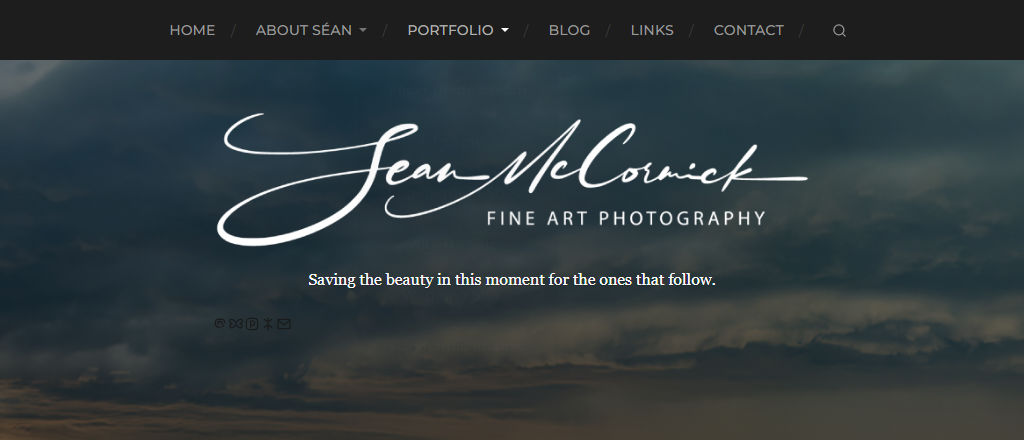 HOME / ABOUT SÉAN / PORTFOLIO / BLOG / LINKS / CONTACT /
Sean McCormick
FINE ART PHOTOGRAPHY
Saving the beauty in this moment for the ones that follow.